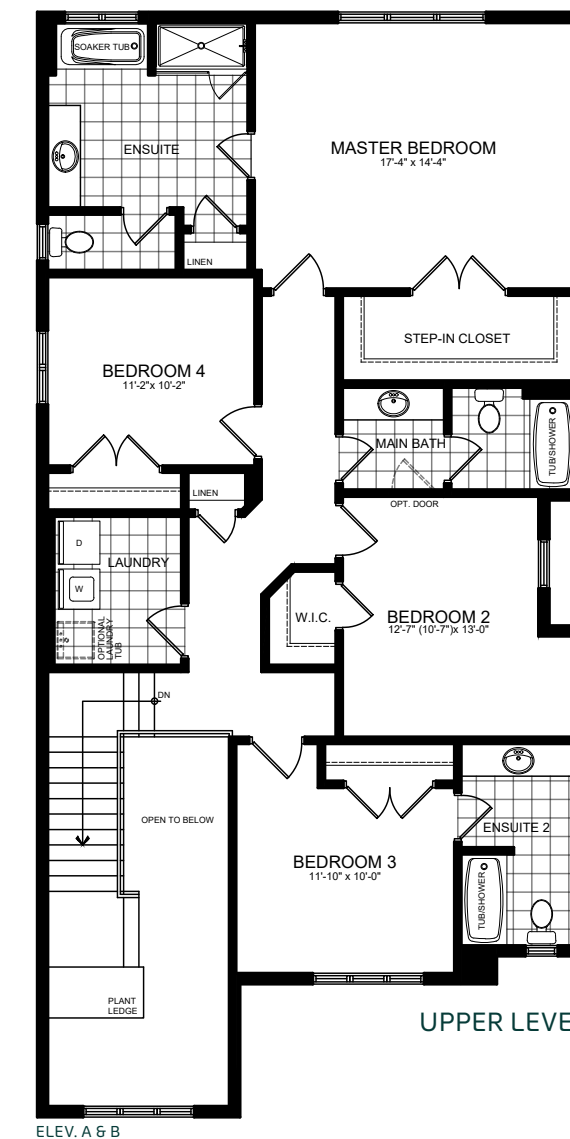 SOAKER TUB
ENSUITE
MASTER BEDROOM
17'-4" x 14'-4"
LINEN
STEP-IN CLOSET
BEDROOM 4
11'-2"x 10'-2"
MAIN BATH
TUB/SHOWER
LINEN
OPT. DOOR
D
LAUNDRY
W
OPTIONAL
LAUNDRY
TUB
W.I.C.
BEDROOM 2
12'-7" (10'-7")x 13'-0"
DN
OPEN TO BELOW
ENSUITE 2
BEDROOM 3
11'-10" x 10'-0"
TUB/SHOWER
PLANT
LEDGE
UPPER LEVE
ELEV. A & B